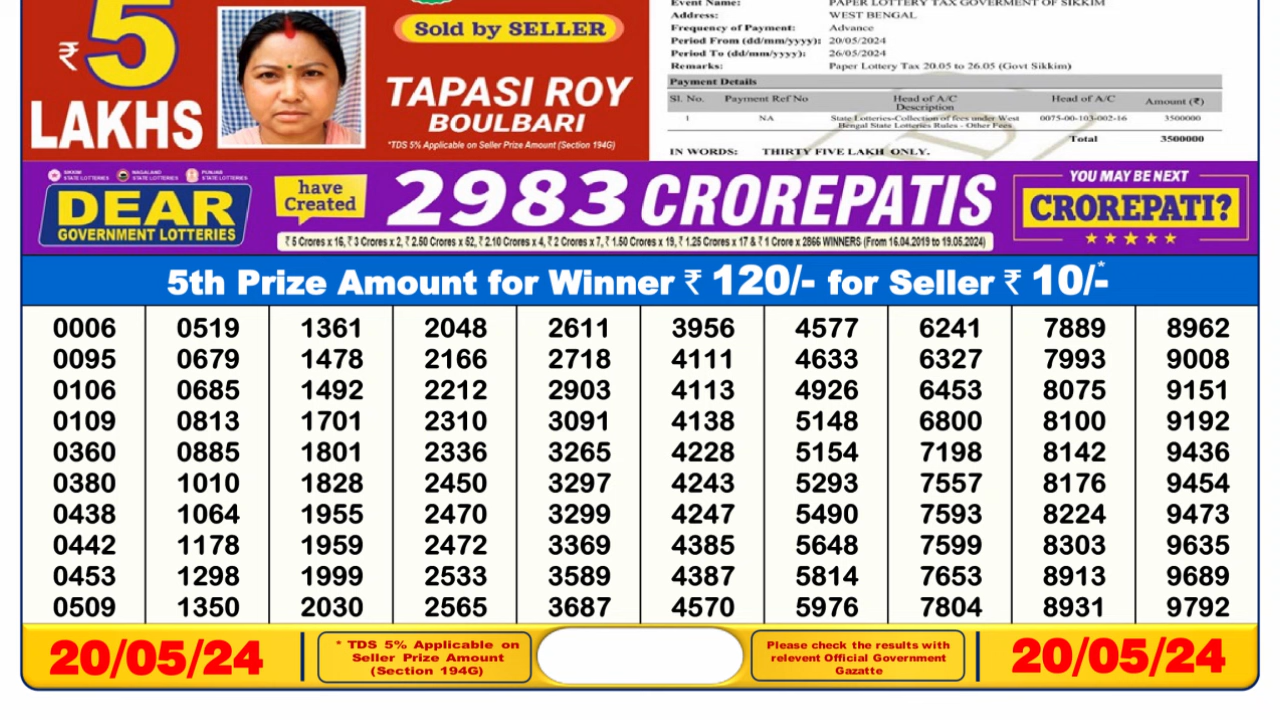 ₹ 5
LAKHS
Sold by SELLER
TAPASI ROY
BOULBARI
*TDS 5% Applicable on Seller Prize Amount (Section 194G)
Event Name: PAPER LOTTERY TAX GOVERMENT OF SIKKIM
Address: WEST BENGAL
Frequency of Payment: Advance
Period From (dd/mm/yyyy): 20/05/2024
Period To (dd/mm/yyyy): 26/05/2024
Remarks: Paper Lottery Tax 20.05 to 26.05 (Govt Sikkim)
Payment Details
Sl. No. Payment Ref No Head of A/C Description Head of A/C Amount (₹)
1 NA State Lotteries-Collection of fees under West 0075-00-103-002-16 3500000
Bengal State Lotteries Rules - Other Fees
Total 3500000
IN WORDS: THIRTY FIVE LAKH ONLY.
SIKKIM STATE LOTTERIES NAGALAND STATE LOTTERIES PUNJAB STATE LOTTERIES
DEAR
GOVERNMENT LOTTERIES
have
Created
2983 CROREPATIS
₹ 5 Crores x 16, ₹ 3 Crores x 2, ₹ 2.50 Crores x 52, ₹ 2.10 Crores x 4, ₹ 2 Crores x 7, ₹ 1.50 Crores x 19, ₹ 1.25 Crores x 17 & ₹ 1 Crore x 2866 WINNERS (From 16.04.2019 to 19.05.2024)
YOU MAY BE NEXT
CROREPATI?
5th Prize Amount for Winner ₹ 120/- for Seller ₹ 10/-*
0006 0519 1361 2048 2611 3956 4577 6241 7889 8962
0095 0679 1478 2166 2718 4111 4633 6327 7993 9008
0106 0685 1492 2212 2903 4113 4926 6453 8075 9151
0109 0813 1701 2310 3091 4138 5148 6800 8100 9192
0360 0885 1801 2336 3265 4228 5154 7198 8142 9436
0380 1010 1828 2450 3297 4243 5293 7557 8176 9454
0438 1064 1955 2470 3299 4247 5490 7593 8224 9473
0442 1178 1959 2472 3369 4385 5648 7599 8303 9635
0453 1298 1999 2533 3589 4387 5814 7653 8913 9689
0509 1350 2030 2565 3687 4570 5976 7804 8931 9792
20/05/24
* TDS 5% Applicable on
Seller Prize Amount
(Section 194G)
Please check the results with
relevent Official Government
Gazatte
20/05/24